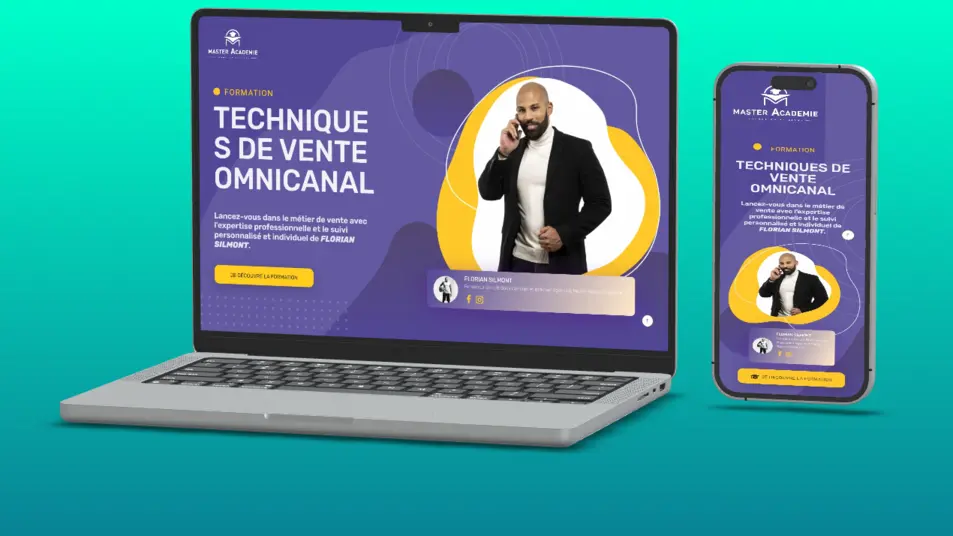 MASTER ACADEMIE
FORMATION
TECHNIQUE
S DE VENTE
OMNICANAL
Lancez-vous dans le métier de vente avec
l'expertise professionnelle et le suivi
personnalisé et individuel de FLORIAN
SILMONT.
JE DÉCOUVRE LA FORMATION
FLORIAN SILMONT
MASTER ACADEMIE
FORMATION
TECHNIQUES DE
VENTE
OMNICANAL
Lancez-vous dans le métier de
vente avec l'expertise
professionnelle et le suivi
personnalisé et individuel de
FLORIAN SILMONT.
FLORIAN SILMONT
JE DÉCOUVRE LA FORMATION